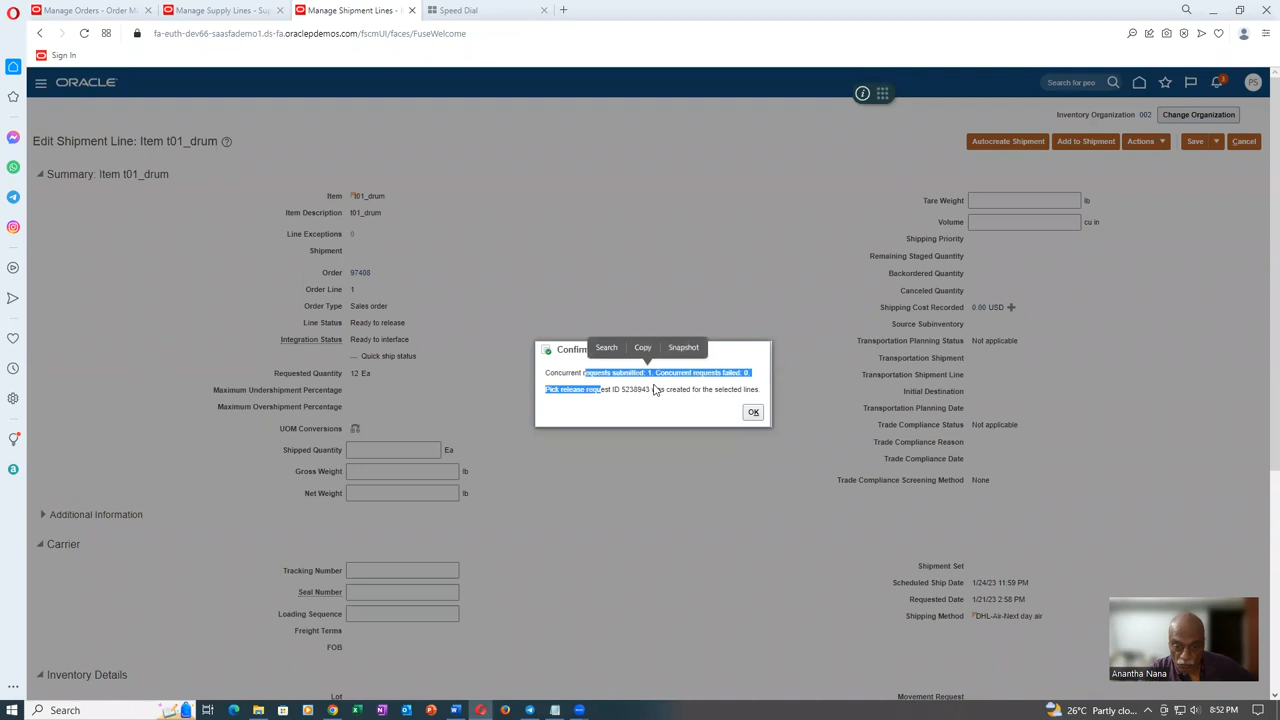 Manage Orders - Order Ma
Manage Supply Lines - Sup
Manage Shipment Lines -
Speed Dial
fa-euth-dev66-saasfademo1.ds-fa.oraclepdemos.com/fscmUI/faces/FuseWelcome
Sign In
ORACLE
Search for peo
3
PS
Inventory Organization 002 Change Organization
Edit Shipment Line: Item t01_drum
Autocreate Shipment
Add to Shipment
Actions
Save
Cancel
Summary: Item t01_drum
Item t01_drum
Item Description t01_drum
Line Exceptions 0
Shipment
Order 97408
Order Line 1
Order Type Sales order
Line Status Ready to release
Integration Status Ready to interface
Quick ship status
Requested Quantity 12 Ea
Maximum Undershipment Percentage
Maximum Overshipment Percentage
UOM Conversions
Shipped Quantity Ea
Gross Weight lb
Net Weight lb
Tare Weight lb
Volume cu in
Shipping Priority
Remaining Staged Quantity
Backordered Quantity
Canceled Quantity
Shipping Cost Recorded 0.00 USD
Source Subinventory
Transportation Planning Status Not applicable
Transportation Shipment
Transportation Shipment Line
Initial Destination
Transportation Planning Date
Trade Compliance Status Not applicable
Trade Compliance Reason
Trade Compliance Date
Trade Compliance Screening Method None
Search
Copy
Snapshot
Confirm
Concurrent requests submitted: 1. Concurrent requests failed: 0.
Pick release request ID 5238943 was created for the selected lines.
OK
Additional Information
Carrier
Tracking Number
Seal Number
Loading Sequence
Freight Terms
FOB
Shipment Set
Scheduled Ship Date 1/24/23 11:59 PM
Requested Date 1/21/23 2:58 PM
Shipping Method DHL-Air-Next day air
Inventory Details
Lot
Movement Request
Anantha Nana
Search
26°C
Mostly clear
8:52 PM